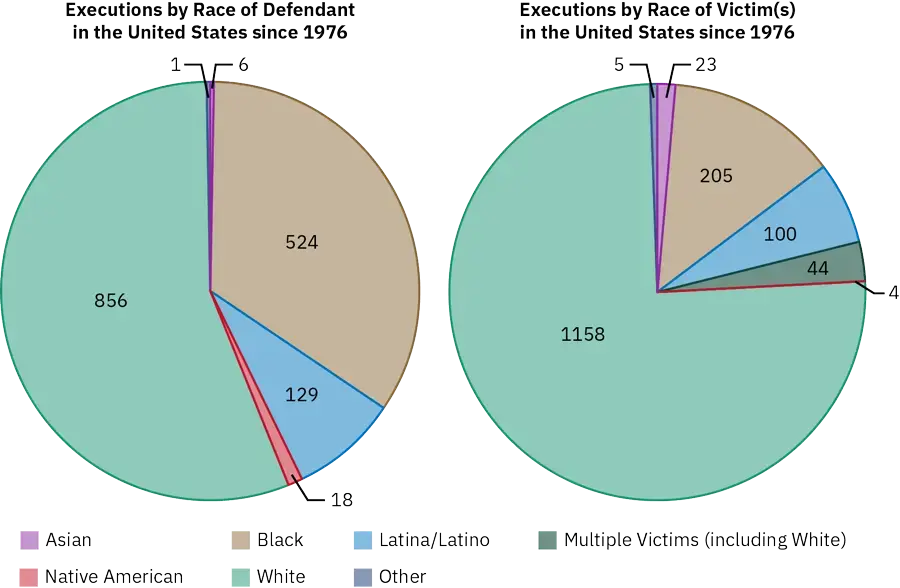 Executions by Race of Defendant
in the United States since 1976
1
6
524
856
129
18
Executions by Race of Victim(s)
in the United States since 1976
5
23
205
100
44
4
1158
Asian
Black
Latina/Latino
Multiple Victims (including White)
Native American
White
Other